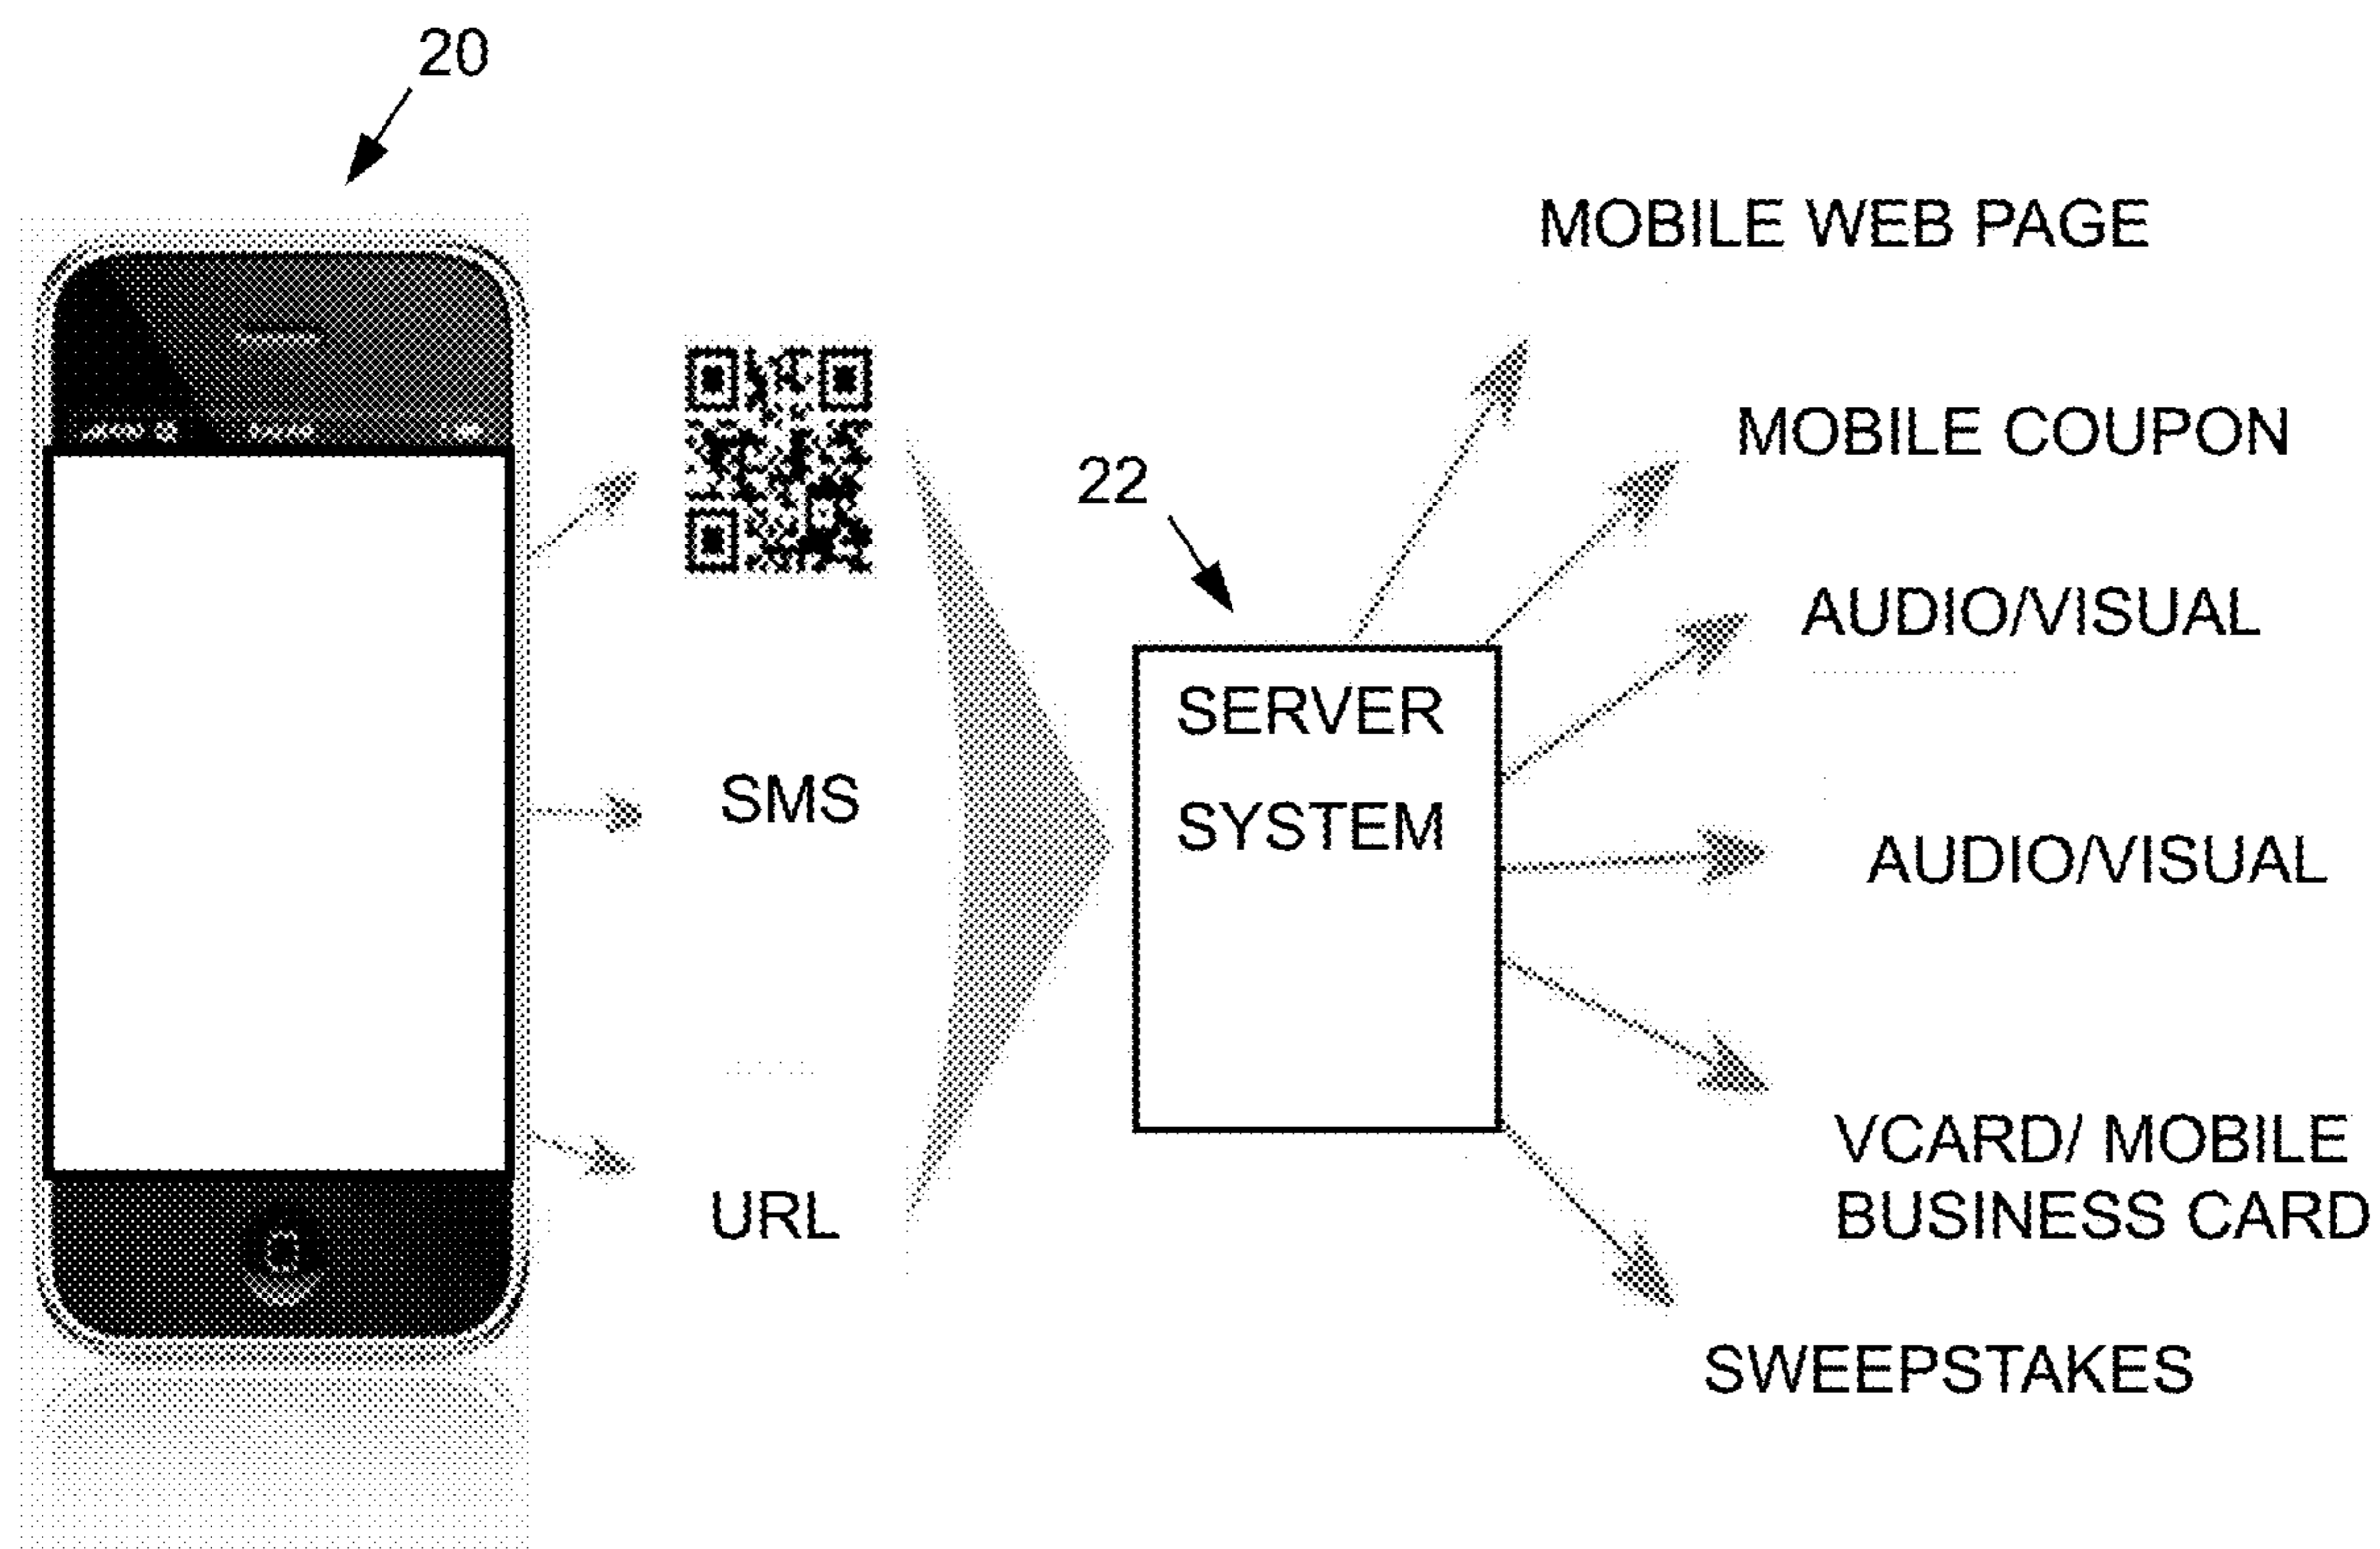 20
MOBILE WEB PAGE
MOBILE COUPON
22
AUDIO/VISUAL
SERVER
SYSTEM
SMS
AUDIO/VISUAL
VCARD/ MOBILE
BUSINESS CARD
URL
SWEEPSTAKES